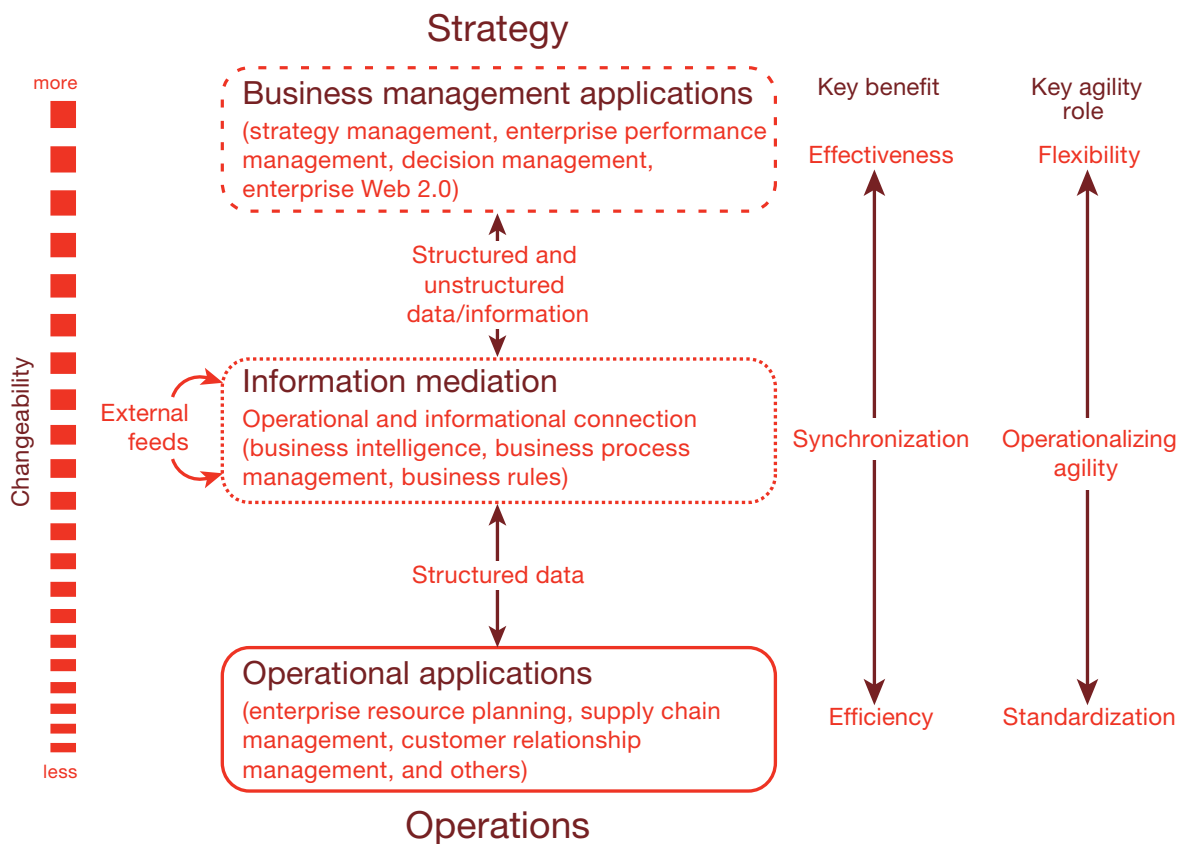 Strategy
more
Business management applications
(strategy management, enterprise performance
management, decision management,
enterprise Web 2.0)
Key benefit
Key agility
role
Effectiveness
Flexibility
Structured and
unstructured
data/information
Changeability
External
feeds
Information mediation
Operational and informational connection
(business intelligence, business process
management, business rules)
Synchronization
Operationalizing
agility
Structured data
Operational applications
(enterprise resource planning, supply chain
management, customer relationship
management, and others)
Efficiency
Standardization
less
Operations